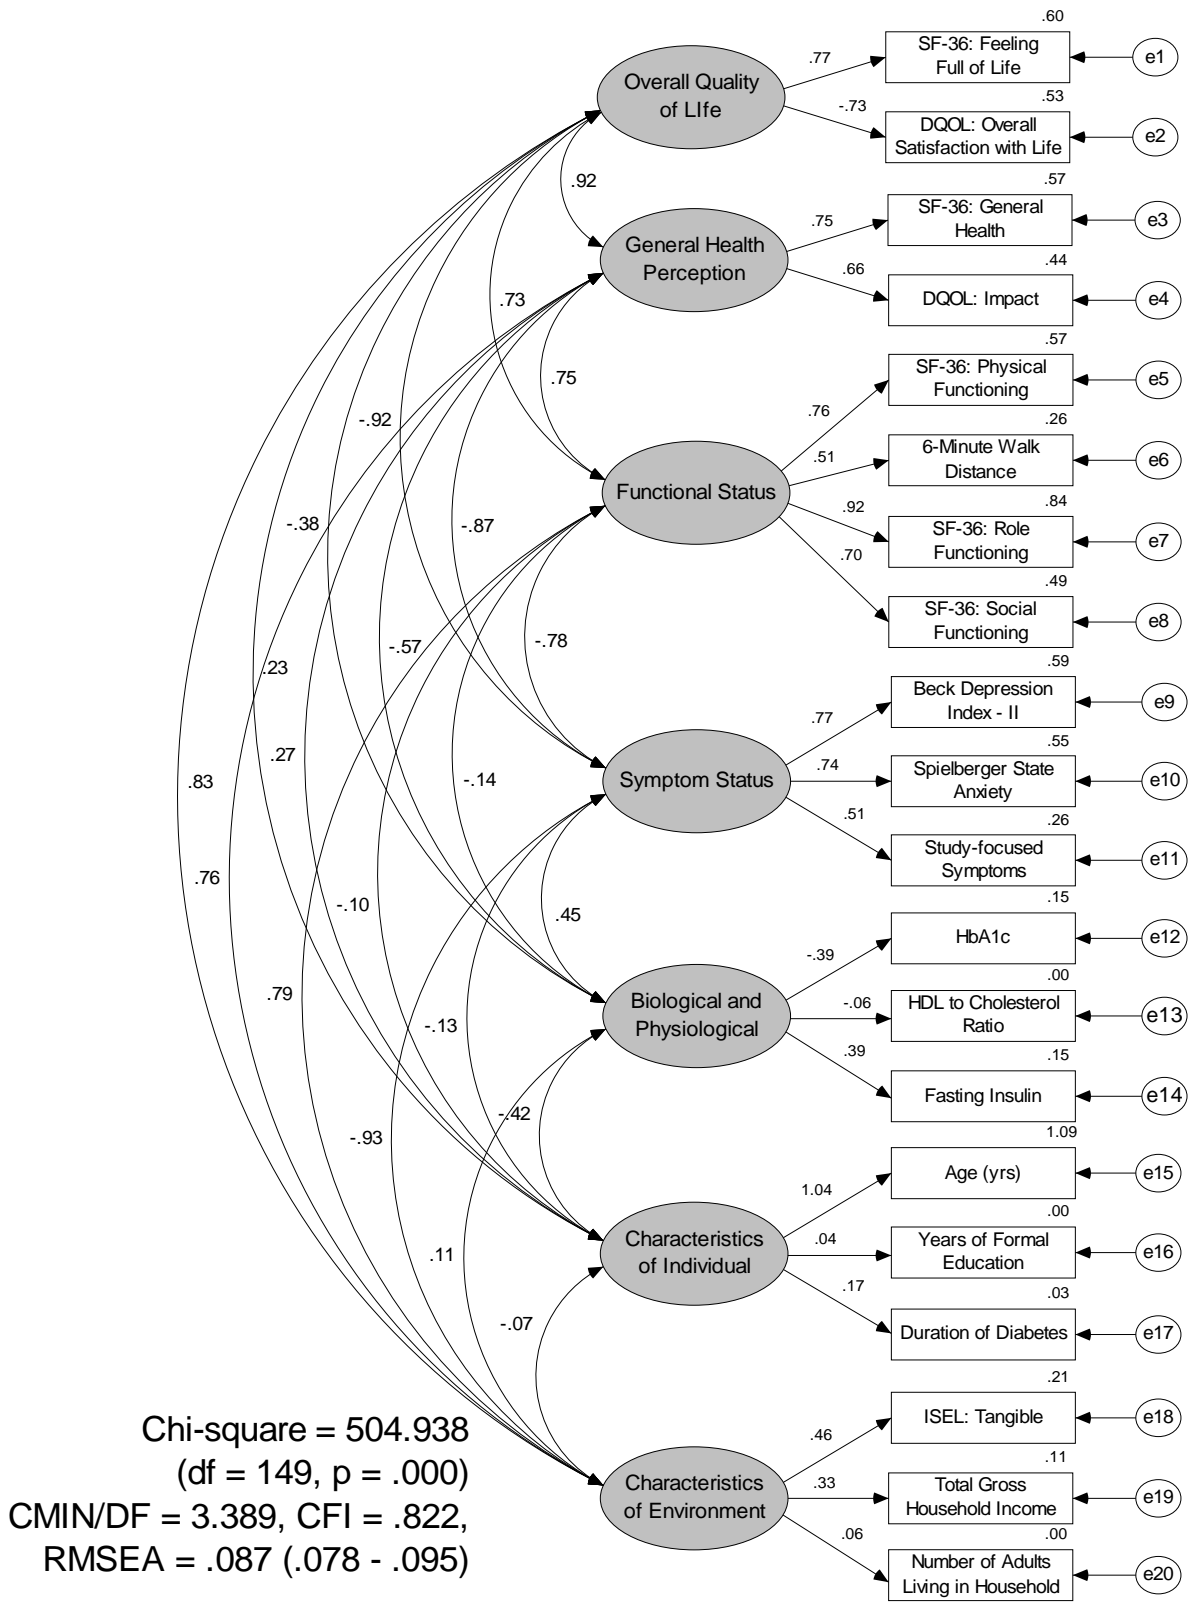 .60
SF-36: Feeling
Full of Life
e1
.77
Overall Quality
of LIfe
-.73
.53
DQOL: Overall
Satisfaction with Life
e2
.92
.57
SF-36: General
Health
e3
.75
General Health
Perception
.66
.44
DQOL: Impact
e4
.73
.75
.57
SF-36: Physical
Functioning
e5
.76
-.92
.26
6-Minute Walk
Distance
e6
.51
Functional Status
.92
.84
SF-36: Role
Functioning
e7
-.38
-.87
.70
.49
SF-36: Social
Functioning
e8
-.57
-.78
.23
.59
Beck Depression
Index - II
e9
.77
.27
.83
-.14
Symptom Status
.74
.55
Spielberger State
Anxiety
e10
.51
.26
Study-focused
Symptoms
e11
.76
-.10
.45
.15
HbA1c
e12
-.39
.79
-.13
Biological and
Physiological
-.06
.00
HDL to Cholesterol
Ratio
e13
.39
.15
Fasting Insulin
e14
-.93
-.42
1.09
Age (yrs)
e15
1.04
.11
Characteristics
of Individual
.04
.00
Years of Formal
Education
e16
.17
.03
Duration of Diabetes
e17
-.07
.21
ISEL: Tangible
e18
.46
Characteristics
of Environment
.33
.11
Total Gross
Household Income
e19
.06
.00
Number of Adults
Living in Household
e20
Chi-square = 504.938
(df = 149, p = .000)
CMIN/DF = 3.389, CFI = .822,
RMSEA = .087 (.078 - .095)